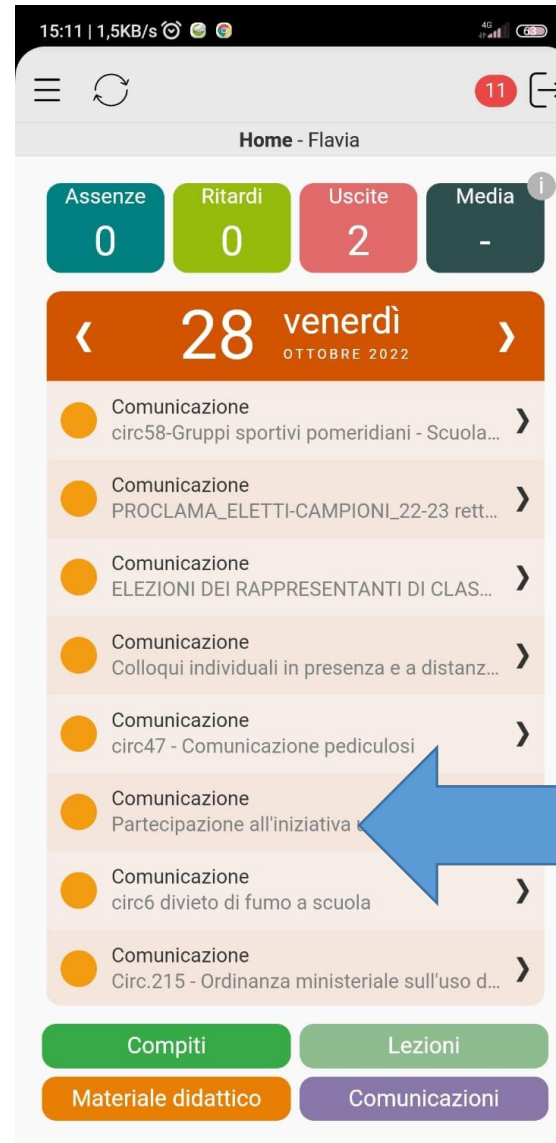 15:11 | 1,5KB/s
4G
63
11
Home - Flavia
Assenze Ritardi Uscite Media i
0 0 2 -
28 venerdì
OTTOBRE 2022
Comunicazione
circ58-Gruppi sportivi pomeridiani - Scuola...
Comunicazione
PROCLAMA_ELETTI-CAMPIONI_22-23 rett...
Comunicazione
ELEZIONI DEI RAPPRESENTANTI DI CLAS...
Comunicazione
Colloqui individuali in presenza e a distanz...
Comunicazione
circ47 - Comunicazione pediculosi
Comunicazione
Partecipazione all'iniziativa
Comunicazione
circ6 divieto di fumo a scuola
Comunicazione
Circ.215 - Ordinanza ministeriale sull'uso d...
Compiti Lezioni
Materiale didattico Comunicazioni